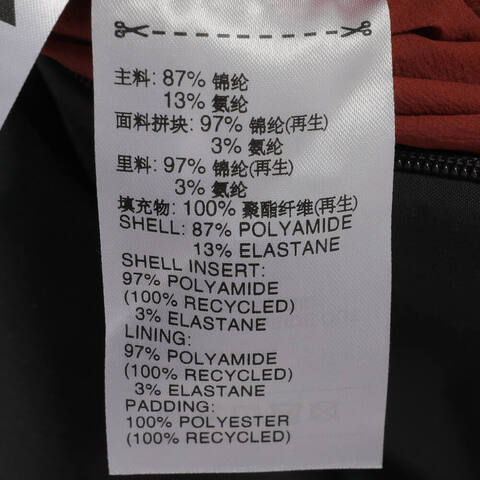 主料: 87% 锦纶
13% 氨纶
面料拼块: 97% 锦纶(再生)
3% 氨纶
里料: 97% 锦纶(再生)
3% 氨纶
填充物: 100% 聚酯纤维(再生)
SHELL: 87% POLYAMIDE
13% ELASTANE
SHELL INSERT:
97% POLYAMIDE
(100% RECYCLED)
3% ELASTANE
LINING:
97% POLYAMIDE
(100% RECYCLED)
3% ELASTANE
PADDING:
100% POLYESTER
(100% RECYCLED)